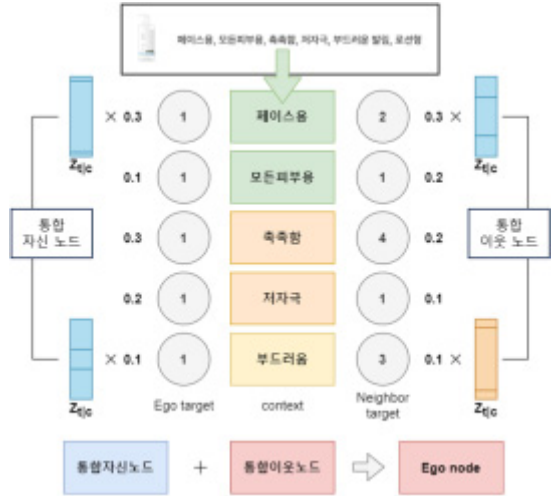 페이스용, 모든피부용, 촉촉함, 저자극, 부드러운 발림, 로션형
× 0.3 1 페이스용 2 0.3 ×
Z_t|c Z_t|c
0.1 1 모든피부용 1 0.2
통합
자신 노드
0.3 1 촉촉함 4 0.2
통합
이웃 노드
0.2 1 저자극 1 0.1
× 0.1 1 부드러움 3 0.1 ×
Z_t|c Z_t|c
Ego target context Neighbor
target
통합자신노드 + 통합이웃노드 Ego node